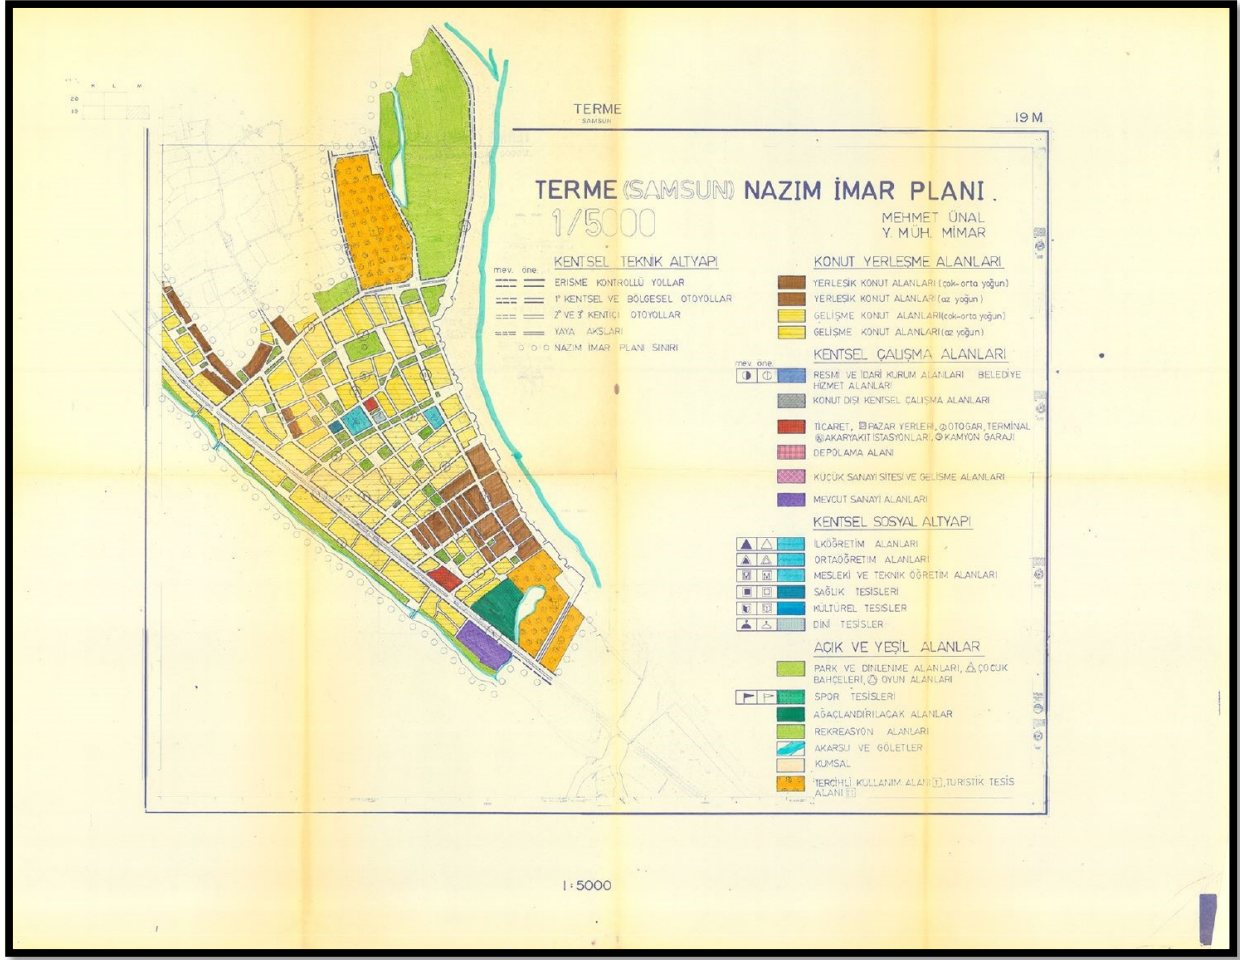 K L M
20
19
TERME
SAMSUN
19 M
TERME (SAMSUN) NAZIM İMAR PLANI.
1/5000
MEHMET ÜNAL
Y. MÜH. MİMAR
KENTSEL TEKNİK ALTYAPI
mev. öne.
ERİŞME KONTROLLÜ YOLLAR
1° KENTSEL VE BÖLGESEL OTOYOLLAR
2° VE 3° KENTİÇİ OTOYOLLAR
YAYA AKSLARI
NAZIM İMAR PLANI SINIRI
KONUT YERLEŞME ALANLARI
YERLEŞİK KONUT ALANLARI (çok-orta yoğun)
YERLEŞİK KONUT ALANLARI (az yoğun)
GELİŞME KONUT ALANLARI (çok-orta yoğun)
GELİŞME KONUT ALANLARI (az yoğun)
KENTSEL ÇALIŞMA ALANLARI
mev. öne.
RESMİ VE İDARİ KURUM ALANLARI BELEDİYE
HİZMET ALANLARI
KONUT DIŞI KENTSEL ÇALIŞMA ALANLARI
TİCARET, PAZAR YERLERİ, OTOGAR, TERMİNAL
AKARYAKIT İSTASYONLARI, KAMYON GARAJI
DEPOLAMA ALANI
KÜÇÜK SANAYİ SİTESİ VE GELİŞME ALANLARI
MEVCUT SANAYİ ALANLARI
KENTSEL SOSYAL ALTYAPI
İLKÖĞRETİM ALANLARI
ORTAÖĞRETİM ALANLARI
M M MESLEKİ VE TEKNİK ÖĞRETİM ALANLARI
SAĞLIK TESİSLERİ
KÜLTÜREL TESİSLER
DİNİ TESİSLER
AÇIK VE YEŞİL ALANLAR
PARK VE DİNLENME ALANLARI, ÇOCUK
BAHÇELERİ, OYUN ALANLARI
SPOR TESİSLERİ
AĞAÇLANDIRILACAK ALANLAR
REKREASYON ALANLARI
AKARSU VE GÖLETLER
KUMSAL
TERCİHLİ KULLANIM ALANI, TURİSTİK TESİS
ALANI
1:5000